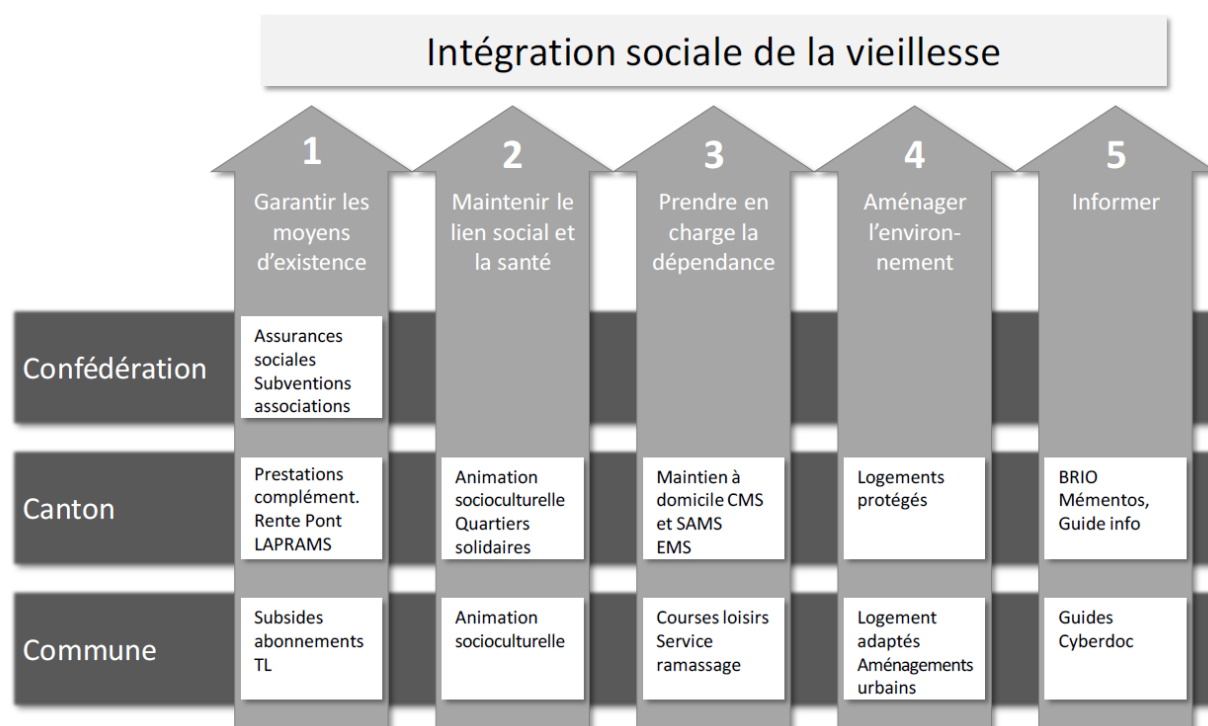 Intégration sociale de la vieillesse
1
Garantir les
moyens
d'existence
2
Maintenir le
lien social et
la santé
3
Prendre en
charge la
dépendance
4
Aménager
l'environ-
nement
5
Informer
Confédération
Assurances
sociales
Subventions
associations
Canton
Prestations
complément.
Rente Pont
LAPRAMS
Animation
socioculturelle
Quartiers
solidaires
Maintien à
domicile CMS
et SAMS
EMS
Logements
protégés
BRIO
Mémentos,
Guide info
Commune
Subsides
abonnements
TL
Animation
socioculturelle
Courses loisirs
Service
ramassage
Logement
adaptés
Aménagements
urbains
Guides
Cyberdoc